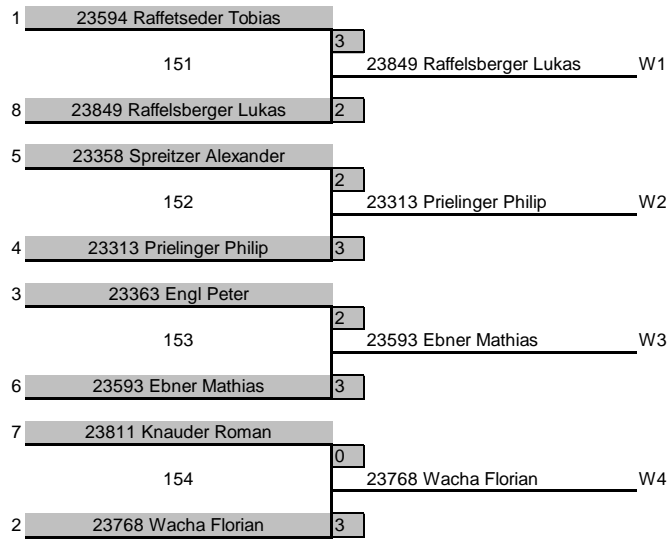 1 23594 Raffetseder Tobias
3
151 23849 Raffelsberger Lukas W1
8 23849 Raffelsberger Lukas 2
5 23358 Spreitzer Alexander
2
152 23313 Prielinger Philip W2
4 23313 Prielinger Philip 3
3 23363 Engl Peter
2
153 23593 Ebner Mathias W3
6 23593 Ebner Mathias 3
7 23811 Knauder Roman
0
154 23768 Wacha Florian W4
2 23768 Wacha Florian 3